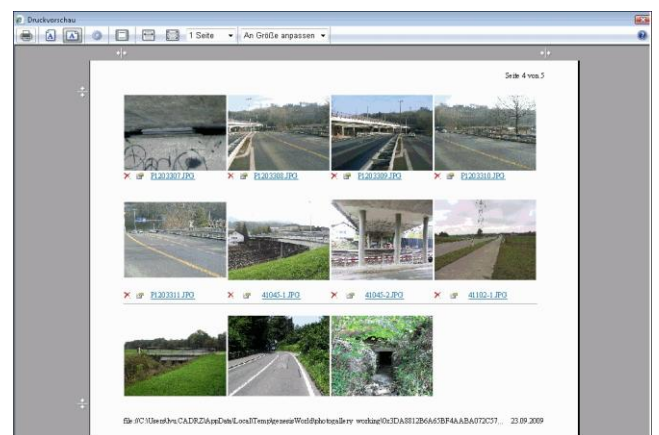 Druckvorschau
1 Seite An Größe anpassen
Seite 4 von 5
P1203307.JPG P1203308.JPG P1203309.JPG P1203310.JPG
P1203311.JPG 41045-1.JPG 41045-2.JPG 41102-1.JPG
23.09.2009